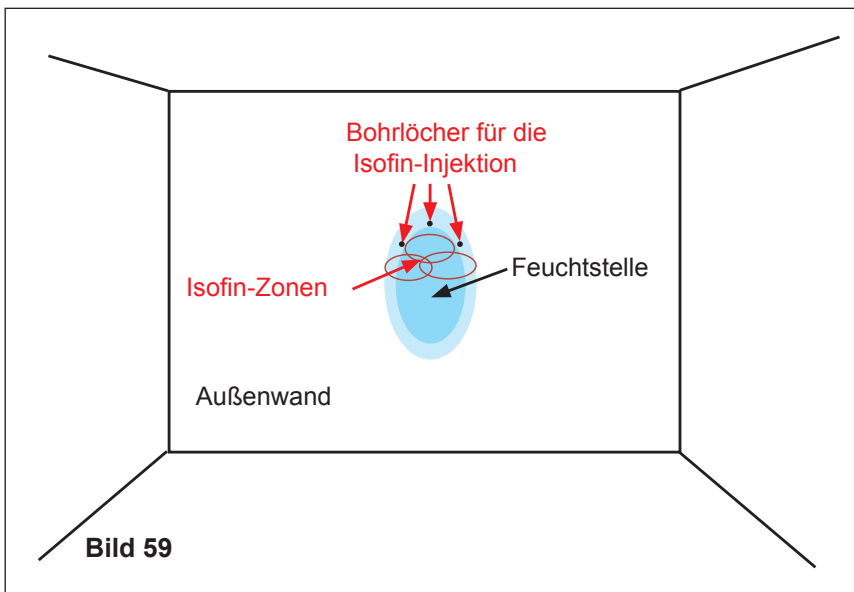 Bohrlöcher für die
Isofin-Injektion
Feuchtstelle
Isofin-Zonen
Außenwand
Bild 59